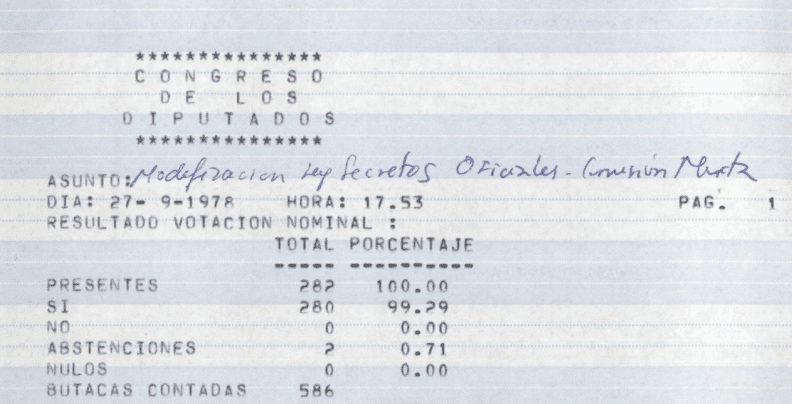 ***************
C O N G R E S O
D E   L O S
D I P U T A D O S
***************
ASUNTO: Modificacion Ley Secretos Oficiales - Comisión Mixta
DIA: 27- 9-1978 HORA: 17.53 PAG. 1
RESULTADO VOTACION NOMINAL :
TOTAL PORCENTAJE
----- ----------
PRESENTES 282 100.00
SI 280 99.29
NO 0 0.00
ABSTENCIONES 2 0.71
NULOS 0 0.00
BUTACAS CONTADAS 586